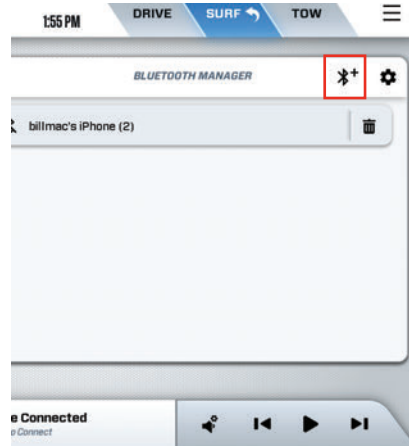 1:55 PM DRIVE SURF TOW
BLUETOOTH MANAGER
billmac's iPhone (2)
e Connected
o Connect